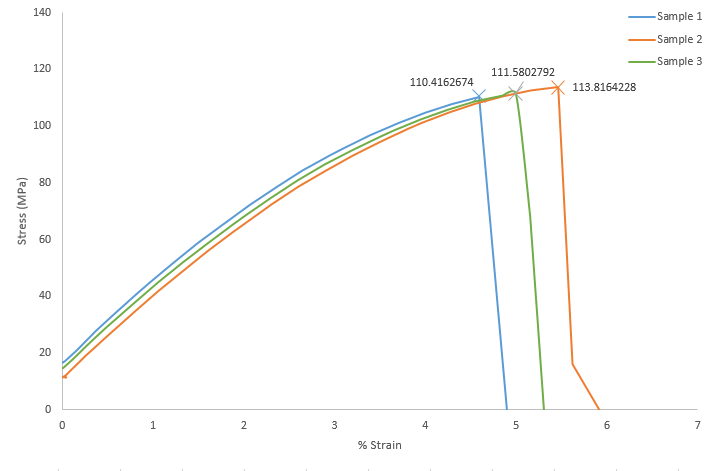 140
120
100
80
60
40
20
0
Stress (MPa)
0 1 2 3 4 5 6 7
% Strain
110.4162674
111.5802792
113.8164228
Sample 1
Sample 2
Sample 3